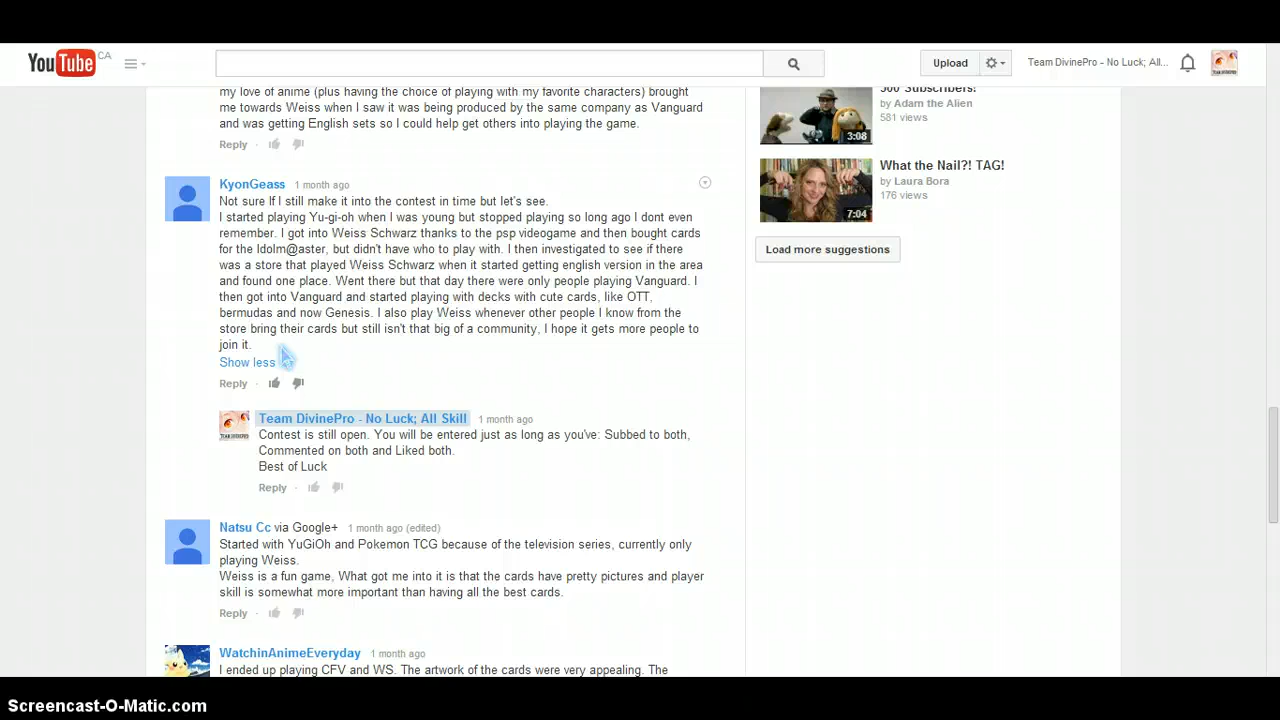 YouTube CA
Upload
Team DivinePro - No Luck; All...
my love of anime (plus having the choice of playing with my favorite characters) brought
me towards Weiss when I saw it was being produced by the same company as Vanguard
and was getting English sets so I could help get others into playing the game.
Reply ·
KyonGeass 1 month ago
Not sure If I still make it into the contest in time but let's see.
I started playing Yu-gi-oh when I was young but stopped playing so long ago I dont even
remember. I got into Weiss Schwarz thanks to the psp videogame and then bought cards
for the Idolm@aster, but didn't have who to play with. I then investigated to see if there
was a store that played Weiss Schwarz when it started getting english version in the area
and found one place. Went there but that day there were only people playing Vanguard. I
then got into Vanguard and started playing with decks with cute cards, like OTT,
bermudas and now Genesis. I also play Weiss whenever other people I know from the
store bring their cards but still isn't that big of a community, I hope it gets more people to
join it.
Show less
Reply ·
Team DivinePro - No Luck; All Skill 1 month ago
Contest is still open. You will be entered just as long as you've: Subbed to both,
Commented on both and Liked both.
Best of Luck
Reply ·
Natsu Cc via Google+ 1 month ago (edited)
Started with YuGiOh and Pokemon TCG because of the television series, currently only
playing Weiss.
Weiss is a fun game, What got me into it is that the cards have pretty pictures and player
skill is somewhat more important than having all the best cards.
Reply ·
WatchinAnimeEveryday 1 month ago
I ended up playing CFV and WS. The artwork of the cards were very appealing. The
500 Subscribers!
by Adam the Alien
581 views
3:08
What the Nail?! TAG!
by Laura Bora
176 views
7:04
Load more suggestions
Screencast-O-Matic.com